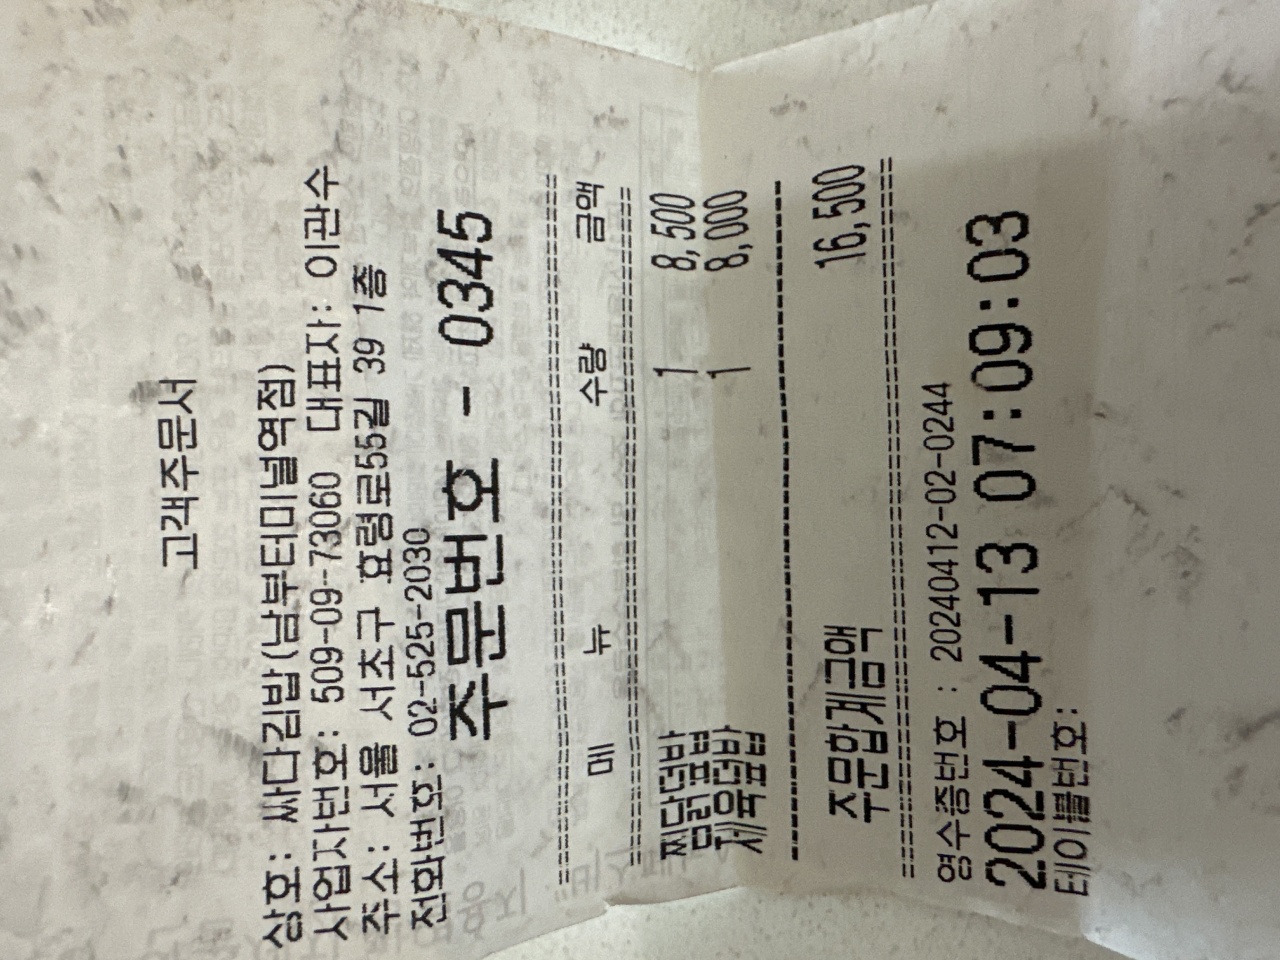 고객주문서
상호: 싸다김밥(남부터미널역점)
사업자번호: 509-09-73060 대표자: 이관수
주소: 서울 서초구 효령로55길 39 1층
전화번호: 02-525-2030
주문번호 - 0345
메 뉴 수량 금액
찜닭덮밥 1 8,500
제육덮밥 1 8,000
주문합계금액 16,500
영수증번호 : 20240412-02-0244
2024-04-13 07:09:03
테이블번호: